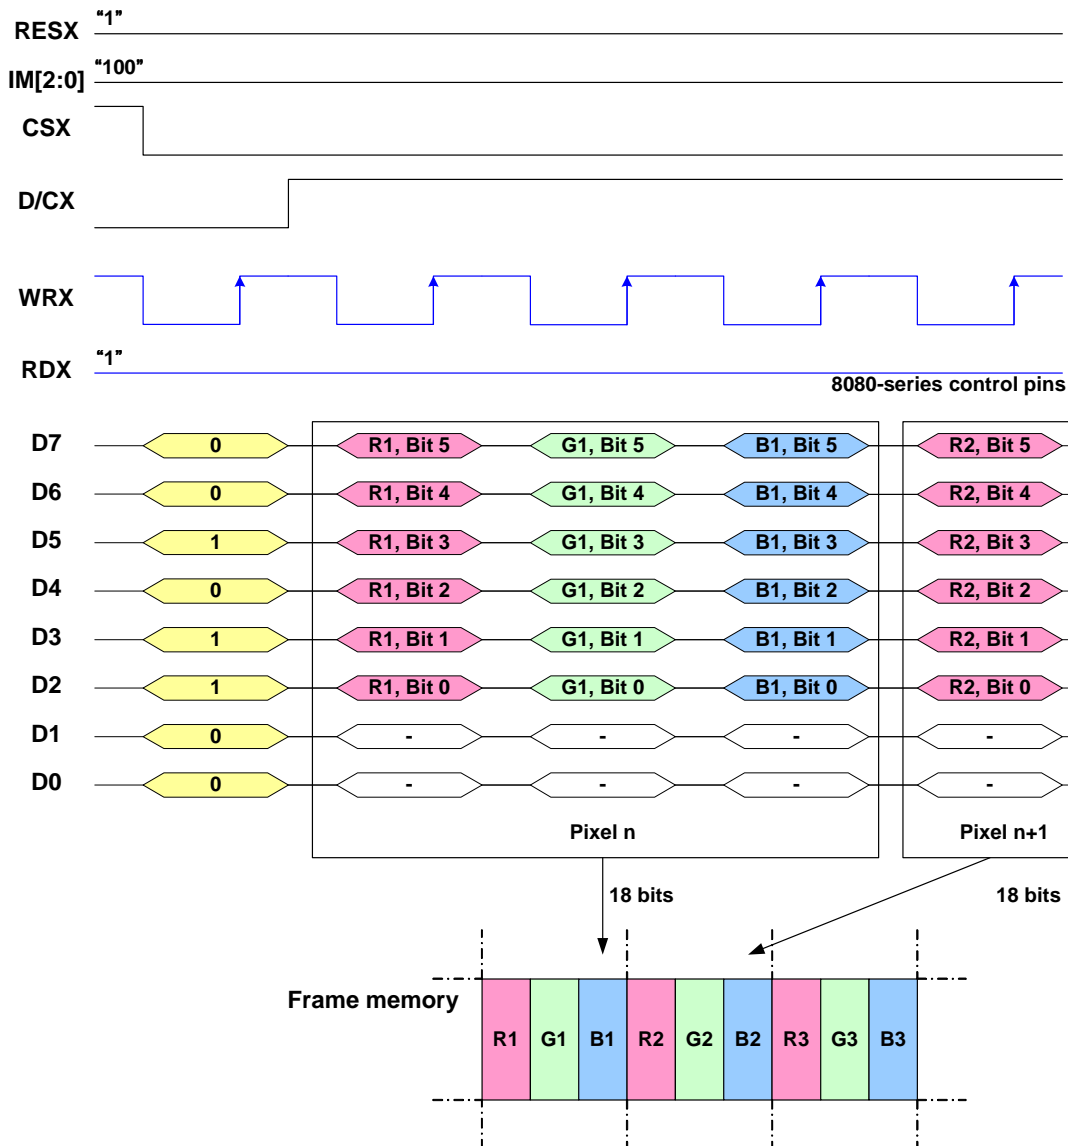 RESX “1”
IM[2:0] “100”
CSX
D/CX
WRX
RDX “1”
8080-series control pins
D7 0 R1, Bit 5 G1, Bit 5 B1, Bit 5 R2, Bit 5
D6 0 R1, Bit 4 G1, Bit 4 B1, Bit 4 R2, Bit 4
D5 1 R1, Bit 3 G1, Bit 3 B1, Bit 3 R2, Bit 3
D4 0 R1, Bit 2 G1, Bit 2 B1, Bit 2 R2, Bit 2
D3 1 R1, Bit 1 G1, Bit 1 B1, Bit 1 R2, Bit 1
D2 1 R1, Bit 0 G1, Bit 0 B1, Bit 0 R2, Bit 0
D1 0 - - - -
D0 0 - - - -
Pixel n Pixel n+1
18 bits 18 bits
Frame memory
R1 G1 B1 R2 G2 B2 R3 G3 B3